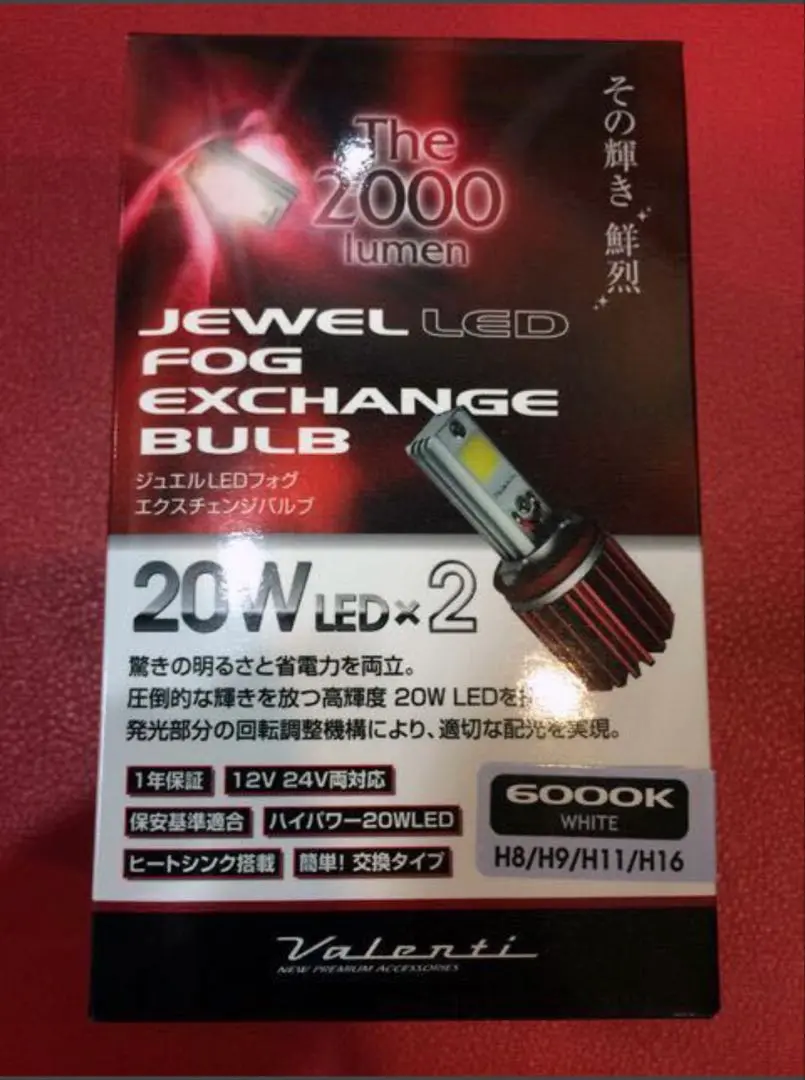 The
2000
lumen
その輝き 鮮烈
JEWEL LED
FOG
EXCHANGE
BULB
ジュエルLEDフォグ
エクスチェンジバルブ
20W LED×2
驚きの明るさと省電力を両立。
圧倒的な輝きを放つ高輝度 20W LEDを
発光部分の回転調整機構により、適切な配光を実現。
1年保証 12V 24V両対応
保安基準適合 ハイパワー20WLED
ヒートシンク搭載 簡単! 交換タイプ
6000K
WHITE
H8/H9/H11/H16
Valenti
NEW PREMIUM ACCESSORIES